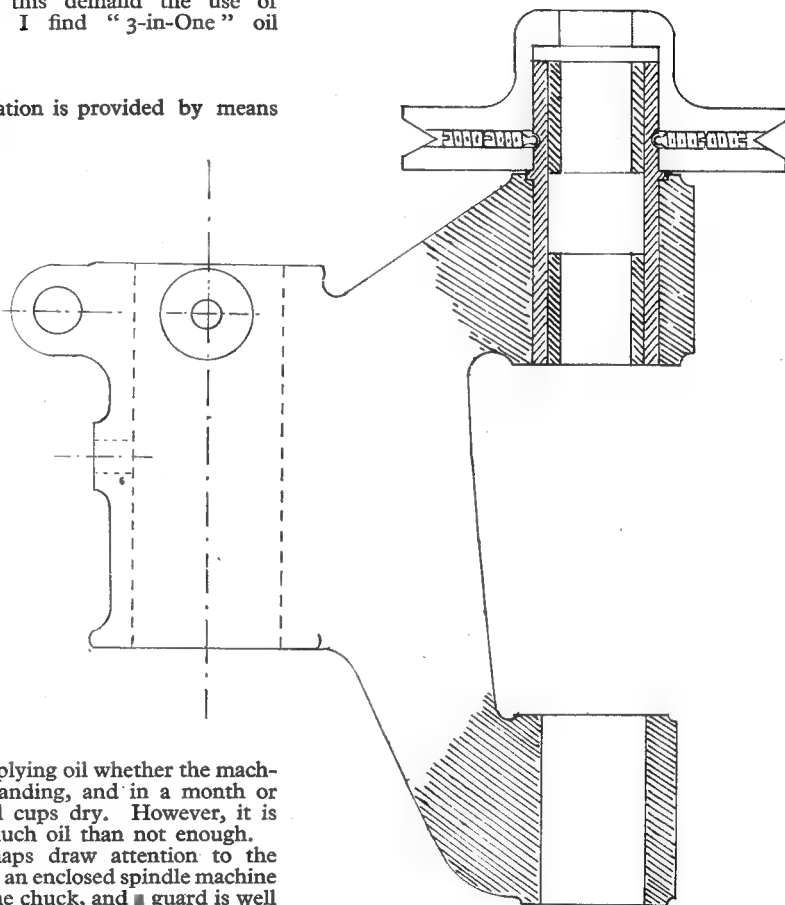 this demand the use of
I find “ 3-in-One ” oil
ation is provided by means
plying oil whether the mach-
anding, and in a month or
l cups dry. However, it is
uch oil than not enough.
aps draw attention to the
an enclosed spindle machine
ne chuck, and a guard is well